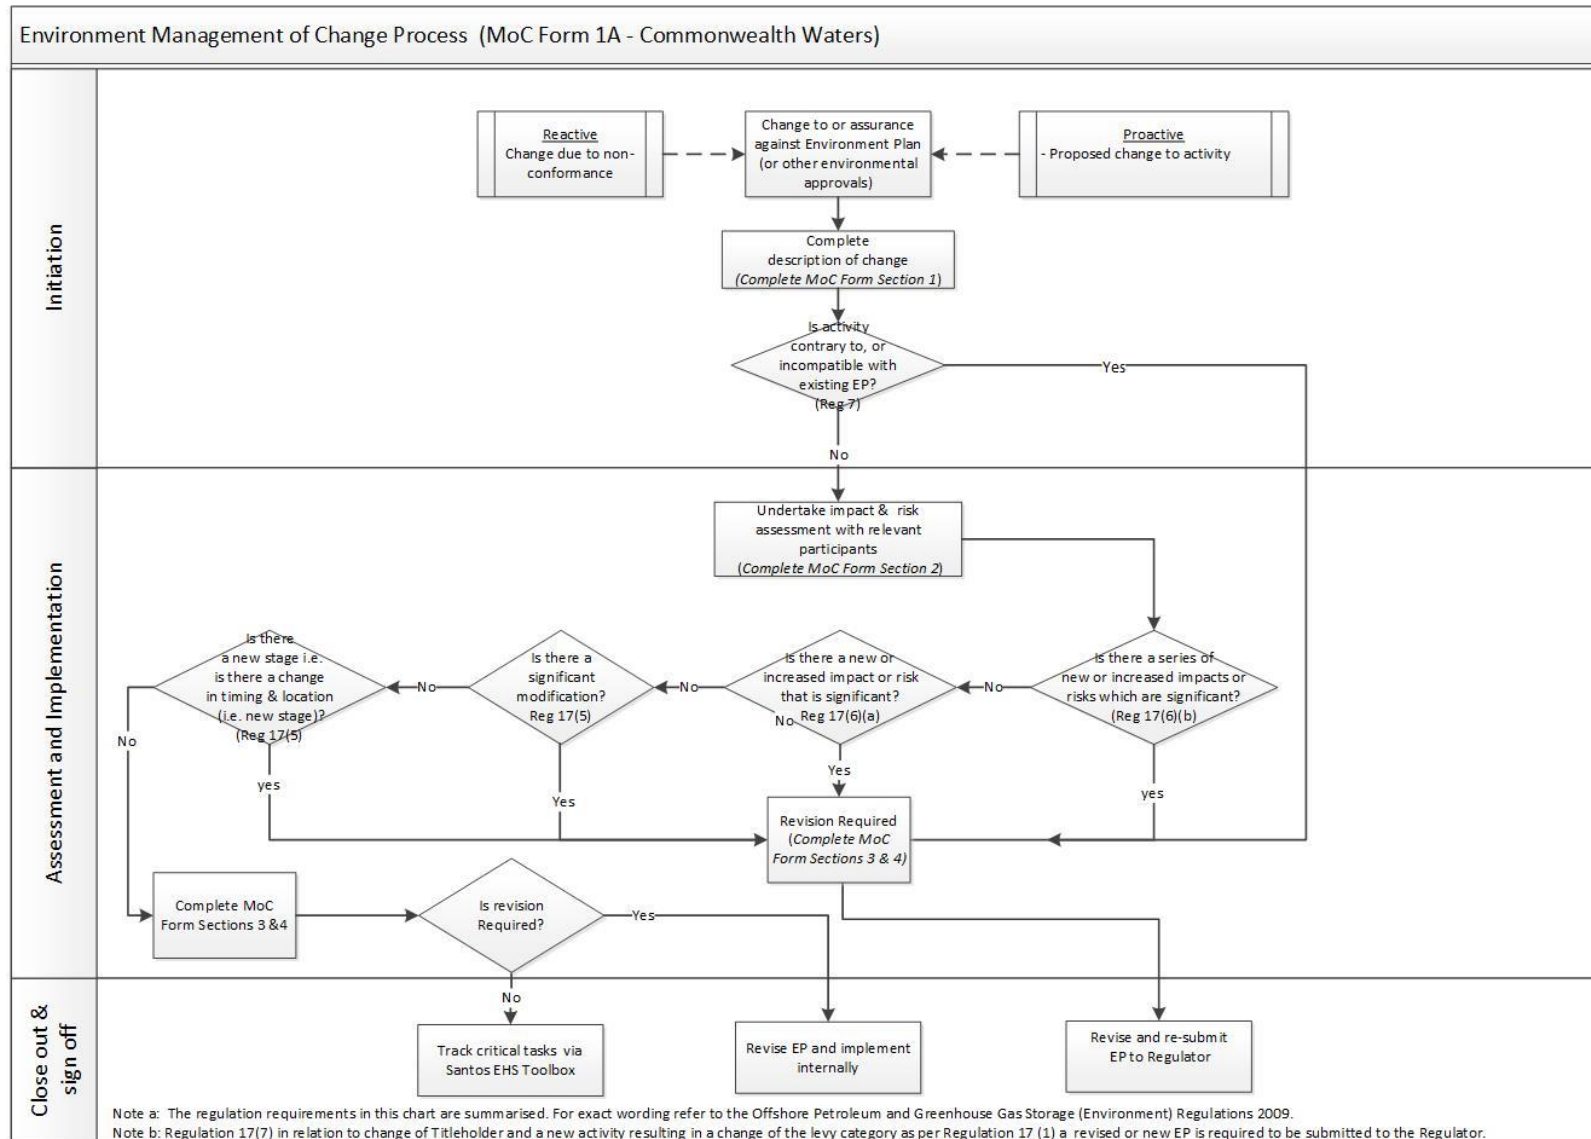 Environment Management of Change Process (MoC Form 1A - Commonwealth Waters)
Initiation
Reactive
Change due to non-
conformance
Change to or assurance
against Environment Plan
(or other environmental
approvals)
Proactive
- Proposed change to activity
Complete
description of change
(Complete MoC Form Section 1)
Is activity
contrary to, or
incompatible with
existing EP?
(Reg 7)
Yes
No
Assessment and Implementation
Undertake impact & risk
assessment with relevant
participants
(Complete MoC Form Section 2)
Is there
a new stage i.e.
is there a change
in timing & location
(i.e. new stage)?
(Reg 17(5)
No
Is there a
significant
modification?
Reg 17(5)
No
Is there a new or
increased impact or risk
that is significant?
No Reg 17(6)(a)
No
Is there a series of
new or increased impacts or
risks which are significant?
(Reg 17(6)(b)
No
yes
Yes
Yes
yes
Revision Required
(Complete MoC
Form Sections 3 & 4)
Complete MoC
Form Sections 3 &4
Is revision
Required?
Yes
No
Close out &
sign off
Track critical tasks via
Santos EHS Toolbox
Revise EP and implement
internally
Revise and re-submit
EP to Regulator
Note a: The regulation requirements in this chart are summarised. For exact wording refer to the Offshore Petroleum and Greenhouse Gas Storage (Environment) Regulations 2009.
Note b: Regulation 17(7) in relation to change of Titleholder and a new activity resulting in a change of the levy category as per Regulation 17 (1) a revised or new EP is required to be submitted to the Regulator.